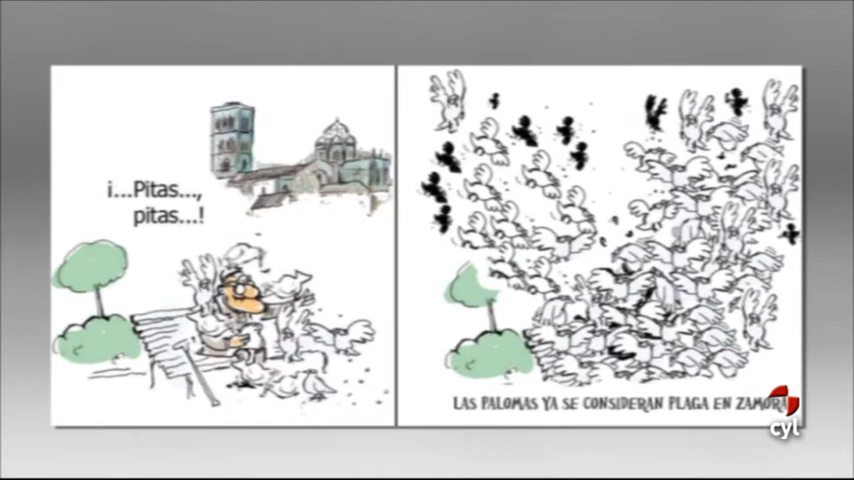 ¡...Pitas...,
pitas...!
LAS PALOMAS YA SE CONSIDERAN PLAGA EN ZAMORA
cyl